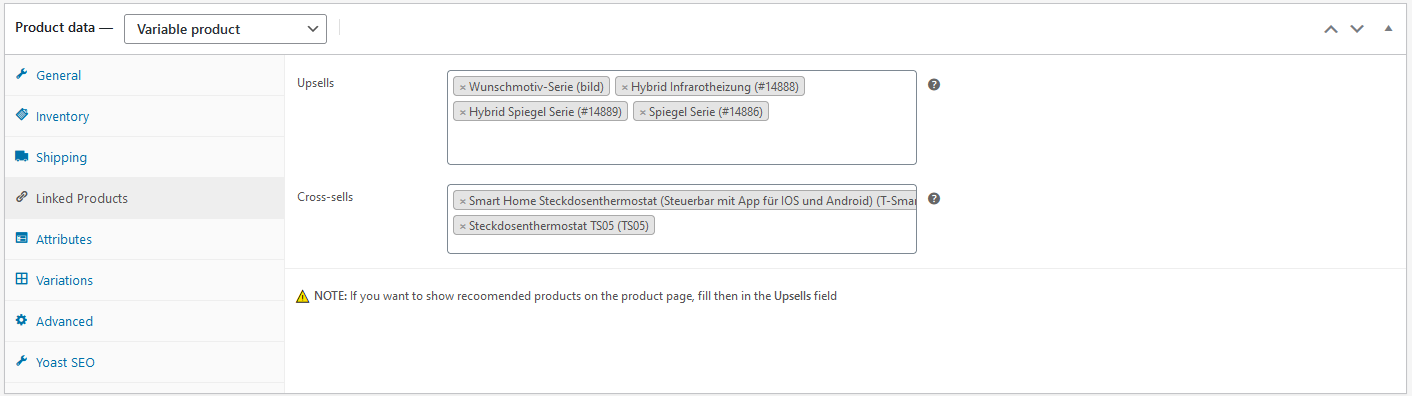 Product data — Variable product
General
Inventory
Shipping
Linked Products
Attributes
Variations
Advanced
Yoast SEO
Upsells
× Wunschmotiv-Serie (bild) × Hybrid Infrarotheizung (#14888)
× Hybrid Spiegel Serie (#14889) × Spiegel Serie (#14886)
Cross-sells
× Smart Home Steckdosenthermostat (Steuerbar mit App für IOS und Android) (T-Smar
× Steckdosenthermostat TS05 (TS05)
NOTE: If you want to show recoomended products on the product page, fill then in the Upsells field